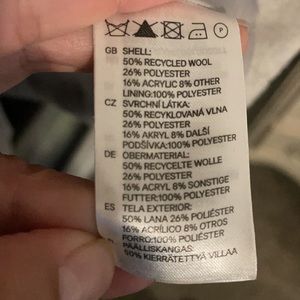 P
GB SHELL:
50% RECYCLED WOOL
26% POLYESTER
16% ACRYLIC 8% OTHER
LINING:100% POLYESTER
CZ SVRCHNÍ LÁTKA:
50% RECYKLOVANÁ VLNA
26% POLYESTER
16% AKRYL 8% DALŠÍ
PODŠÍVKA:100% POLYESTER
DE OBERMATERIAL:
50% RECYCELTE WOLLE
26% POLYESTER
16% ACRYL 8% SONSTIGE
FUTTER:100% POLYESTER
ES TELA EXTERIOR:
50% LANA 26% POLIÉSTER
16% ACRÍLICO 8% OTROS
FORRO:100% POLIÉSTER
PÄÄLLISKANGAS:
50% KIERRÄTETTYÄ VILLAA